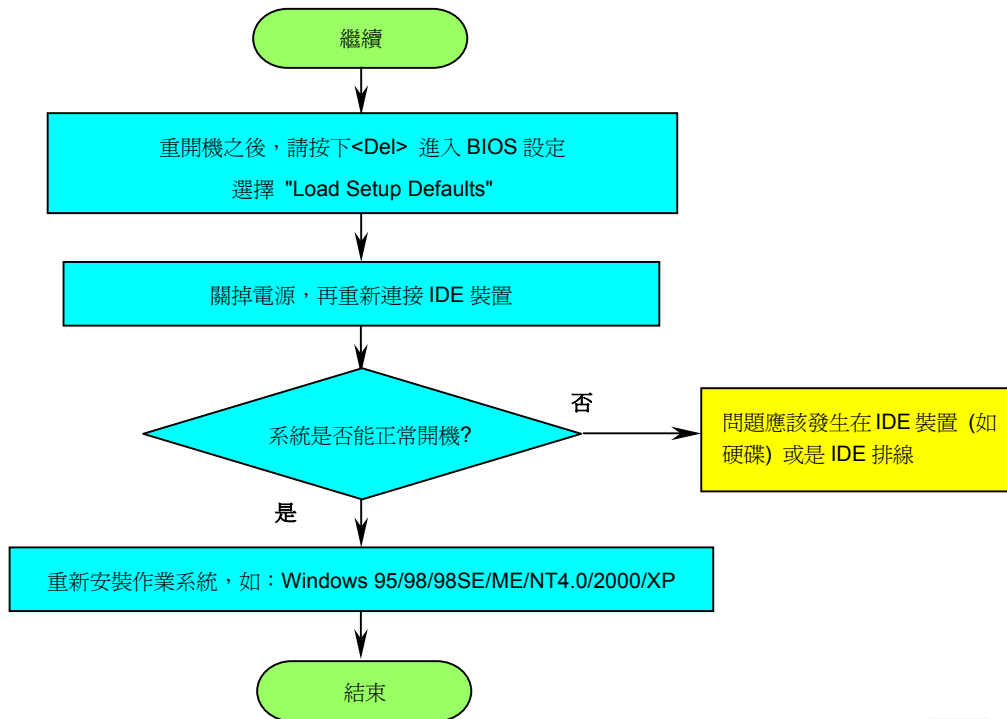 繼續
重開機之後，請按下<Del> 進入 BIOS 設定
選擇 "Load Setup Defaults"
關掉電源，再重新連接 IDE 裝置
系統是否能正常開機?
否
問題應該發生在 IDE 裝置 (如
硬碟) 或是 IDE 排線
是
重新安裝作業系統，如：Windows 95/98/98SE/ME/NT4.0/2000/XP
結束